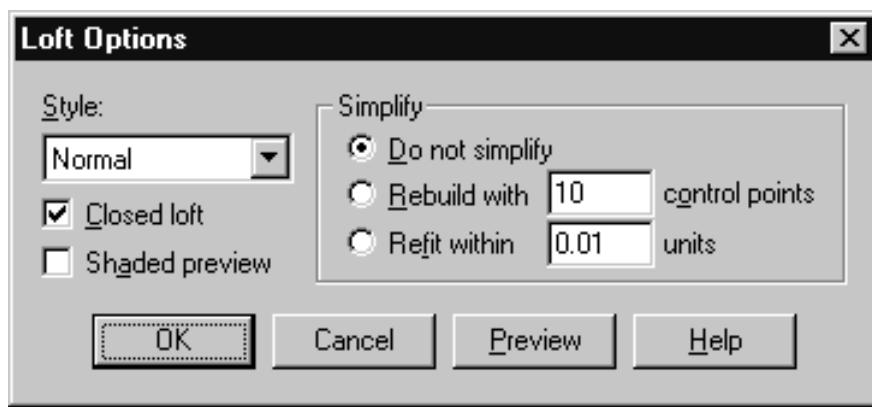 Loft Options
Style:
Normal
Closed loft
Shaded preview
Simplify
Do not simplify
Rebuild with 10 control points
Refit within 0.01 units
OK Cancel Preview Help